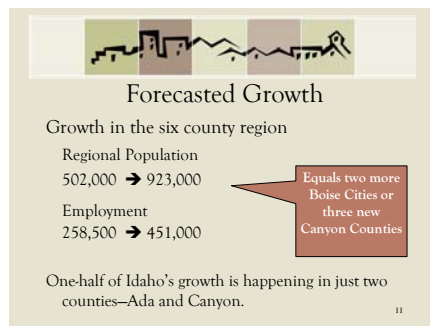 Forecasted Growth
Growth in the six county region
Regional Population
502,000 → 923,000
Equals two more
Boise Cities or
three new
Canyon Counties
Employment
258,500 → 451,000
One-half of Idaho's growth is happening in just two
counties—Ada and Canyon.
11